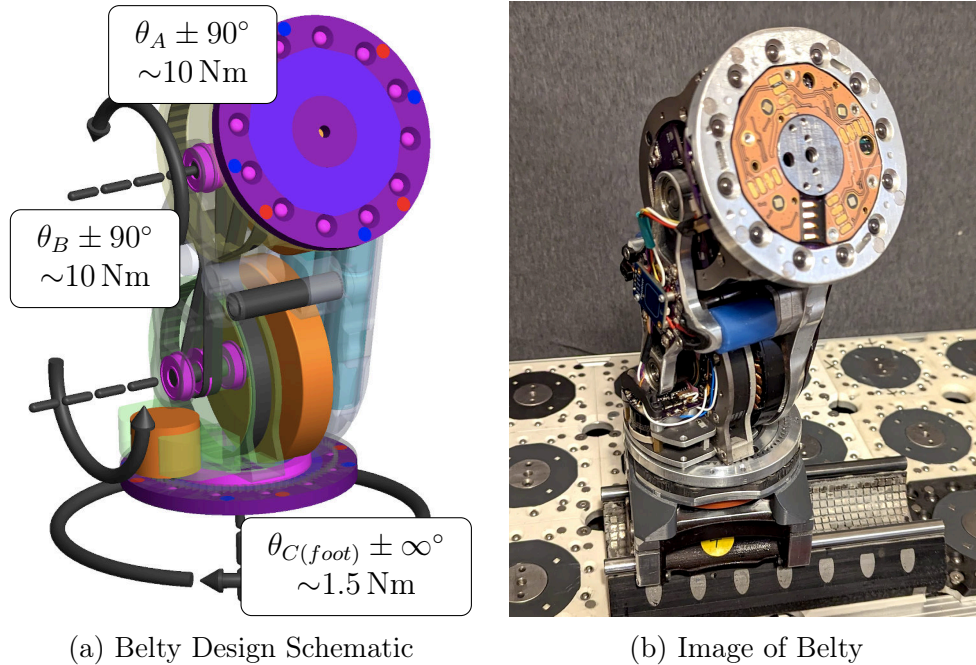 θ_A ± 90°
~10 Nm
θ_B ± 90°
~10 Nm
θ_C(foot) ± ∞°
~1.5 Nm
(a) Belty Design Schematic
(b) Image of Belty